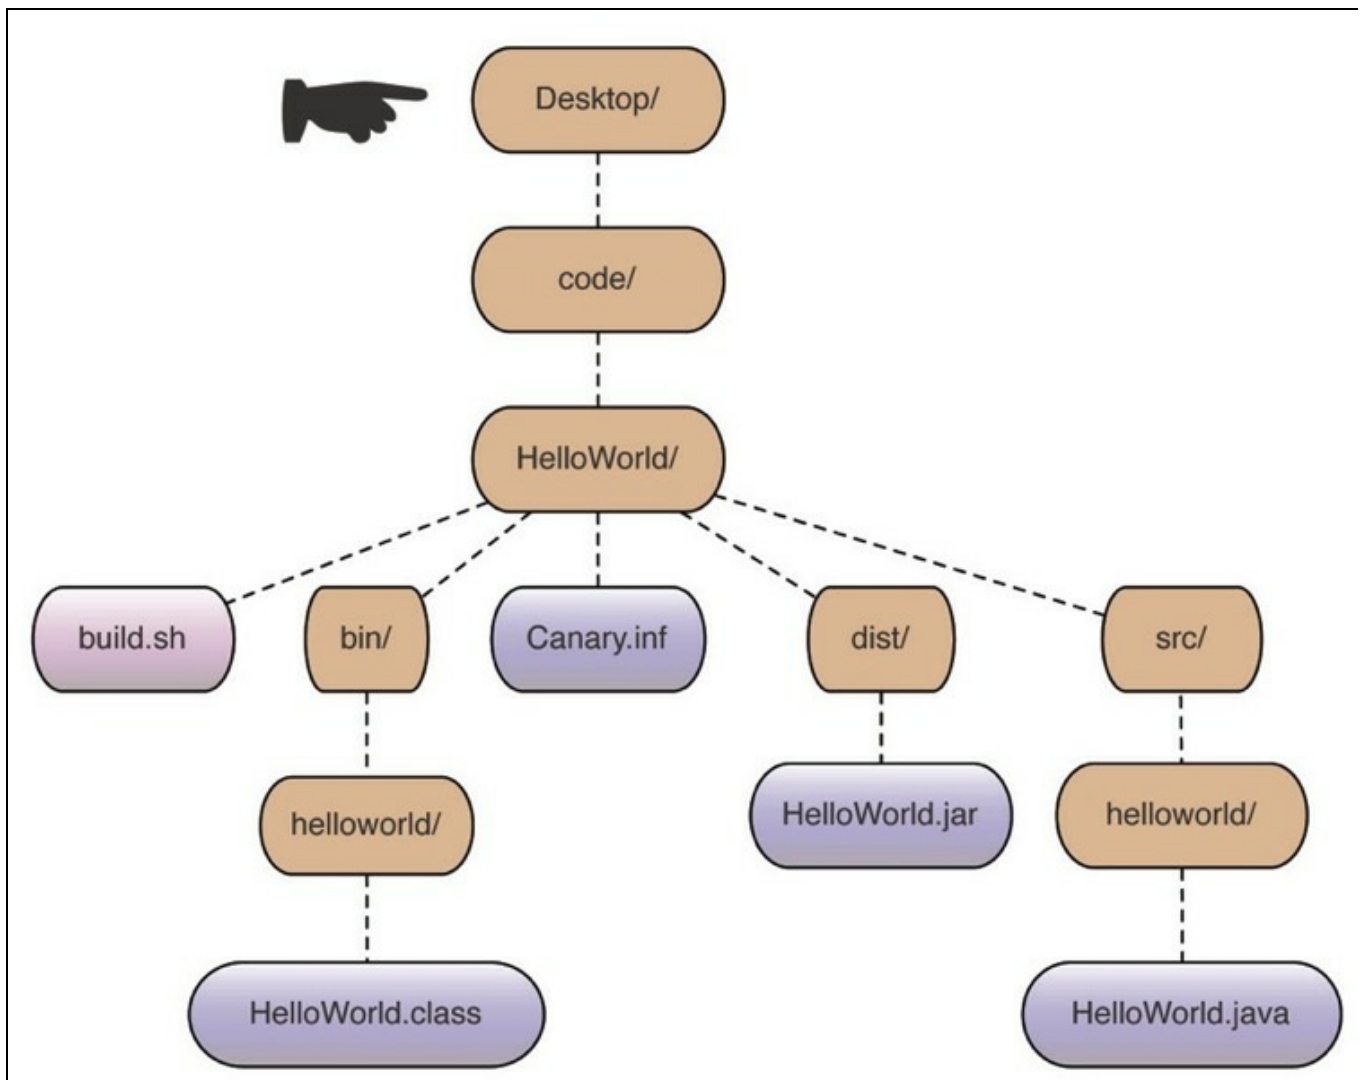 Desktop/
code/
HelloWorld/
build.sh
bin/
Canary.inf
dist/
src/
helloworld/
HelloWorld.jar
helloworld/
HelloWorld.class
HelloWorld.java